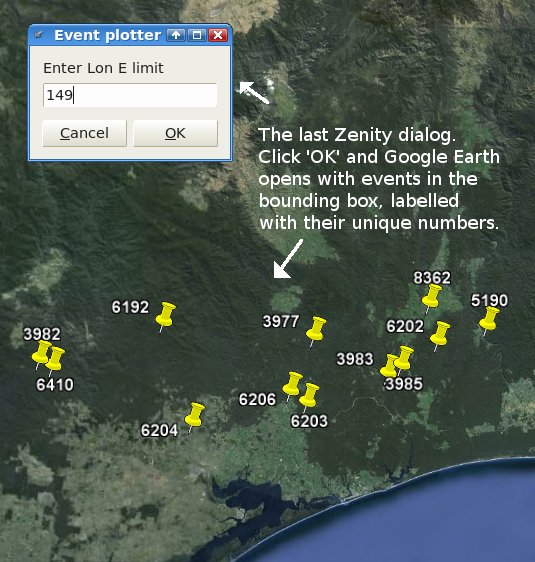 Event plotter
Enter Lon E limit
149
Cancel OK
The last Zenity dialog.
Click 'OK' and Google Earth
opens with events in the
bounding box, labelled
with their unique numbers.
8362
5190
6192
3977
6202
3982
3983
6410
3985
6206
6203
6204